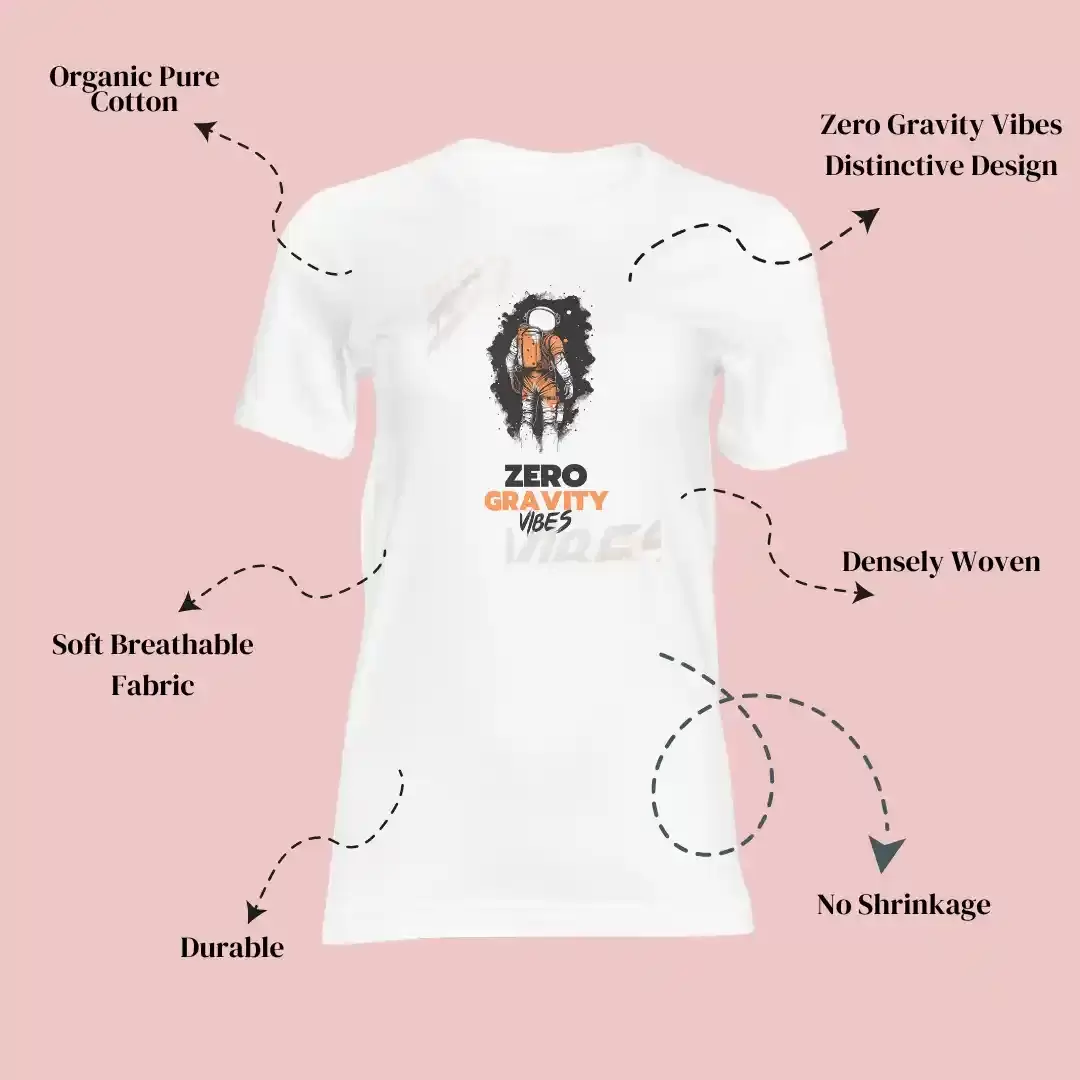 Organic Pure
Cotton
Zero Gravity Vibes
Distinctive Design
ZERO
GRAVITY
VIBES
VIBES
Densely Woven
Soft Breathable
Fabric
No Shrinkage
Durable